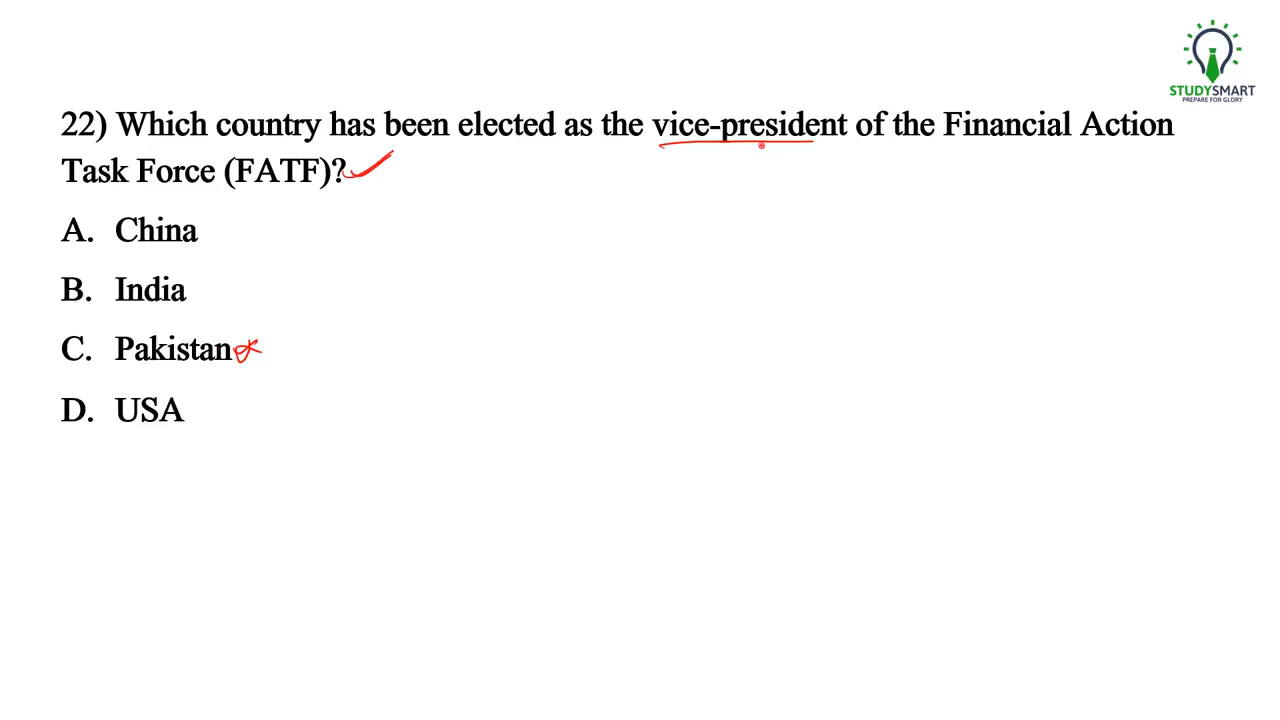 STUDYSMART
PREPARE FOR GLORY
22) Which country has been elected as the vice-president of the Financial Action
Task Force (FATF)?
A. China
B. India
C. Pakistan
D. USA